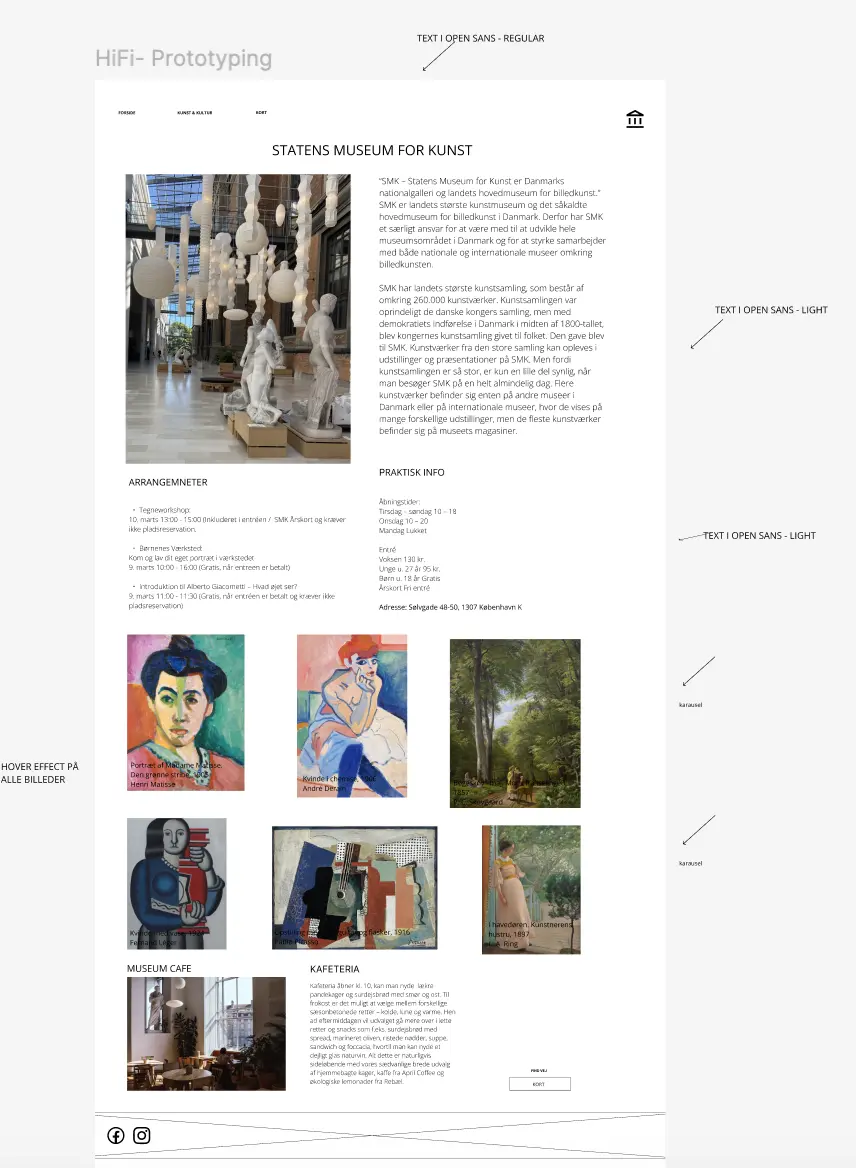 TEXT I OPEN SANS - REGULAR
HiFi- Prototyping
FORSIDE
KUNST & KULTUR
KORT
STATENS MUSEUM FOR KUNST
"SMK – Statens Museum for Kunst er Danmarks
nationalgalleri og landets hovedmuseum for billedkunst."
SMK er landets største kunstmuseum og det såkaldte
hovedmuseum for billedkunst i Danmark. Derfor har SMK
et særligt ansvar for at være med til at udvikle hele
museumsområdet i Danmark og for at styrke samarbejder
med både nationale og internationale museer omkring
billedkunsten.
SMK har landets største kunstsamling, som består af
omkring 260.000 kunstværker. Kunstsamlingen var
oprindeligt de danske kongers samling, men med
demokratiets indførelse i Danmark i midten af 1800-tallet,
blev kongernes kunstsamling givet til folket. Den gave blev
til SMK. Kunstværker fra den store samling kan opleves i
udstillinger og præsentationer på SMK. Men fordi
kunstsamlingen er så stor, er kun en lille del synlig, når
man besøger SMK på en helt almindelig dag. Flere
kunstværker befinder sig enten på andre museer i
Danmark eller på internationale museer, hvor de vises på
mange forskellige udstillinger, men de fleste kunstværker
befinder sig på museets magasiner.
TEXT I OPEN SANS - LIGHT
ARRANGEMNETER
• Tegneworkshop:
10. marts 13:00 - 15:00 (Inkluderet i entréen / SMK Årskort og kræver
ikke pladsreservation.
• Børnenes Værksted:
Kom og lav dit eget portræt i værkstedet
9. marts 10:00 - 16:00 (Gratis, når entreen er betalt)
• Introduktion til Alberto Giacometti – Hvad øjet ser?
9. marts 11:00 - 11:30 (Gratis, når entréen er betalt og kræver ikke
pladsreservation)
PRAKTISK INFO
Åbningstider:
Tirsdag – søndag 10 – 18
Onsdag 10 – 20
Mandag Lukket
Entré
Voksen 130 kr.
Unge u. 27 år 95 kr.
Børn u. 18 år Gratis
Årskort Fri entré
Adresse: Sølvgade 48-50, 1307 København K
TEXT I OPEN SANS - LIGHT
Portræt af Madame Matisse.
Den grønne stribe, 1905
Henri Matisse
Kvinde i chemise, 1906
André Derain
1857
karausel
HOVER EFFECT PÅ
ALLE BILLEDER
Fernand Léger
og flasker, 1916
I havedøren. Kunstnerens
hustru, 1897
Ring
karausel
MUSEUM CAFE
KAFETERIA
Kafeteria åbner kl. 10, kan man nyde lækre
pandekager og surdejsbrød med smør og ost. Til
frokost er det muligt at vælge mellem forskellige
sæsonbetonede retter – kolde, lune og varme. Hen
ad eftermiddagen vil udvalget gå mere over i lette
retter og snacks som f.eks. surdejsbrød med
spread, marineret oliven, ristede nødder, suppe,
sandwich og foccacia, hvortil man kan nyde et
dejligt glas naturvin. Alt dette er naturligvis
sideløbende med vores sædvanlige brede udvalg
af hjemmebagte kager, kaffe fra April Coffee og
økologiske lemonader fra Rebæl.
FIND VEJ
KORT